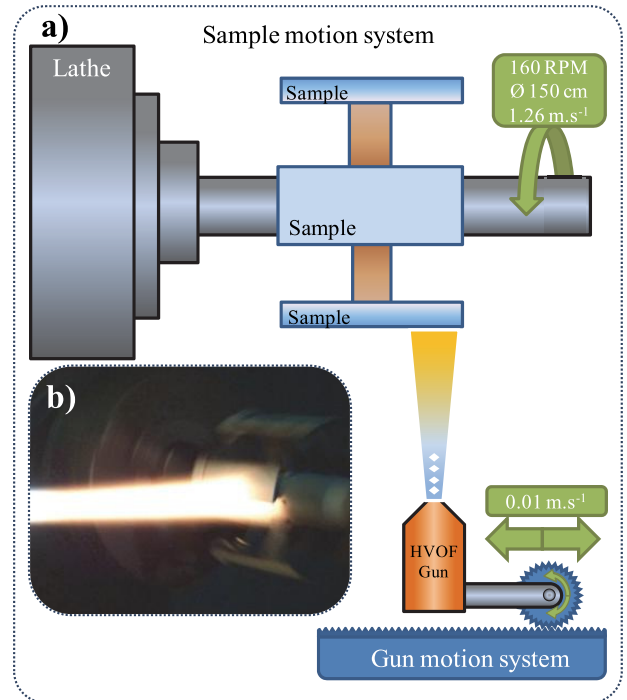 a)
Sample motion system
Lathe
Sample
160 RPM
Ø 150 cm
1.26 m.s⁻¹
Sample
Sample
b)
0.01 m.s⁻¹
HVOF
Gun
Gun motion system